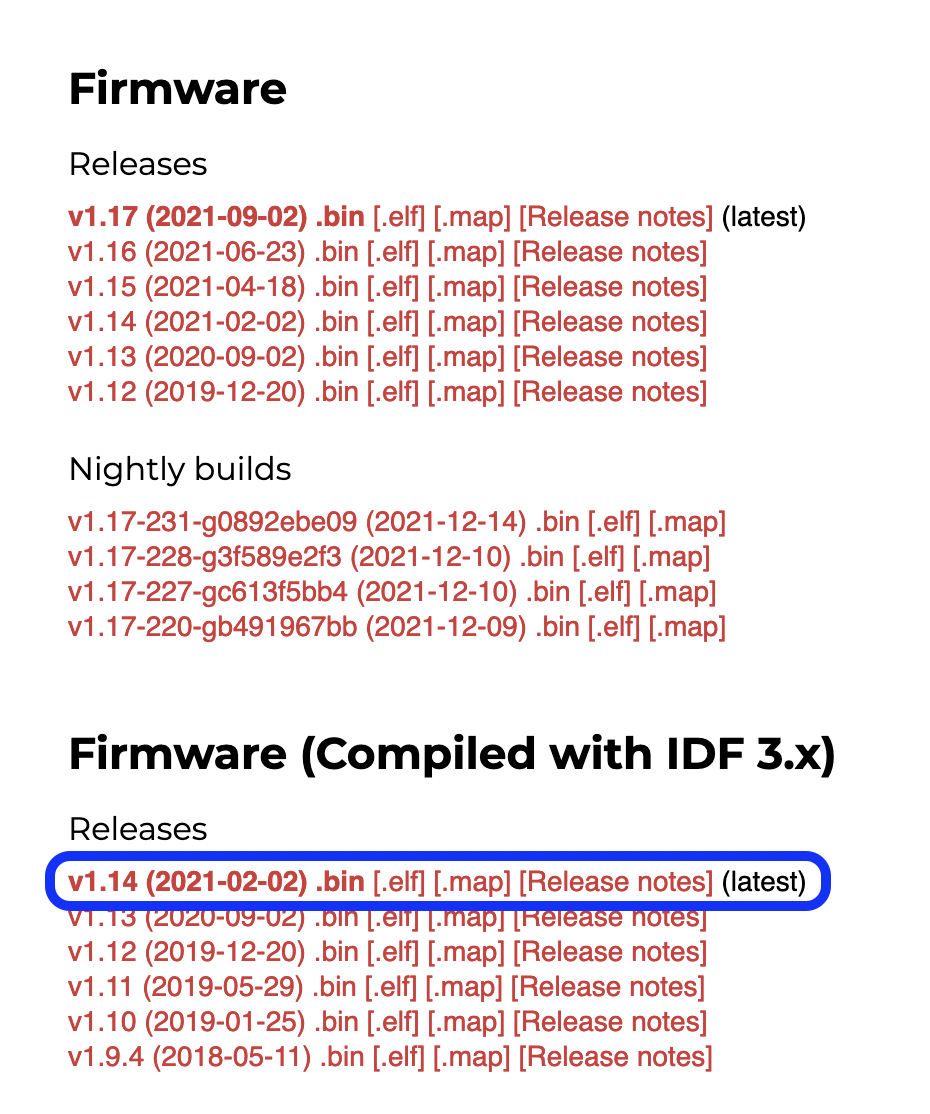 Firmware
Releases
v1.17 (2021-09-02) .bin [.elf] [.map] [Release notes] (latest)
v1.16 (2021-06-23) .bin [.elf] [.map] [Release notes]
v1.15 (2021-04-18) .bin [.elf] [.map] [Release notes]
v1.14 (2021-02-02) .bin [.elf] [.map] [Release notes]
v1.13 (2020-09-02) .bin [.elf] [.map] [Release notes]
v1.12 (2019-12-20) .bin [.elf] [.map] [Release notes]
Nightly builds
v1.17-231-g0892ebe09 (2021-12-14) .bin [.elf] [.map]
v1.17-228-g3f589e2f3 (2021-12-10) .bin [.elf] [.map]
v1.17-227-gc613f5bb4 (2021-12-10) .bin [.elf] [.map]
v1.17-220-gb491967bb (2021-12-09) .bin [.elf] [.map]
Firmware (Compiled with IDF 3.x)
Releases
v1.14 (2021-02-02) .bin [.elf] [.map] [Release notes] (latest)
v1.13 (2020-09-02) .bin [.elf] [.map] [Release notes]
v1.12 (2019-12-20) .bin [.elf] [.map] [Release notes]
v1.11 (2019-05-29) .bin [.elf] [.map] [Release notes]
v1.10 (2019-01-25) .bin [.elf] [.map] [Release notes]
v1.9.4 (2018-05-11) .bin [.elf] [.map] [Release notes]